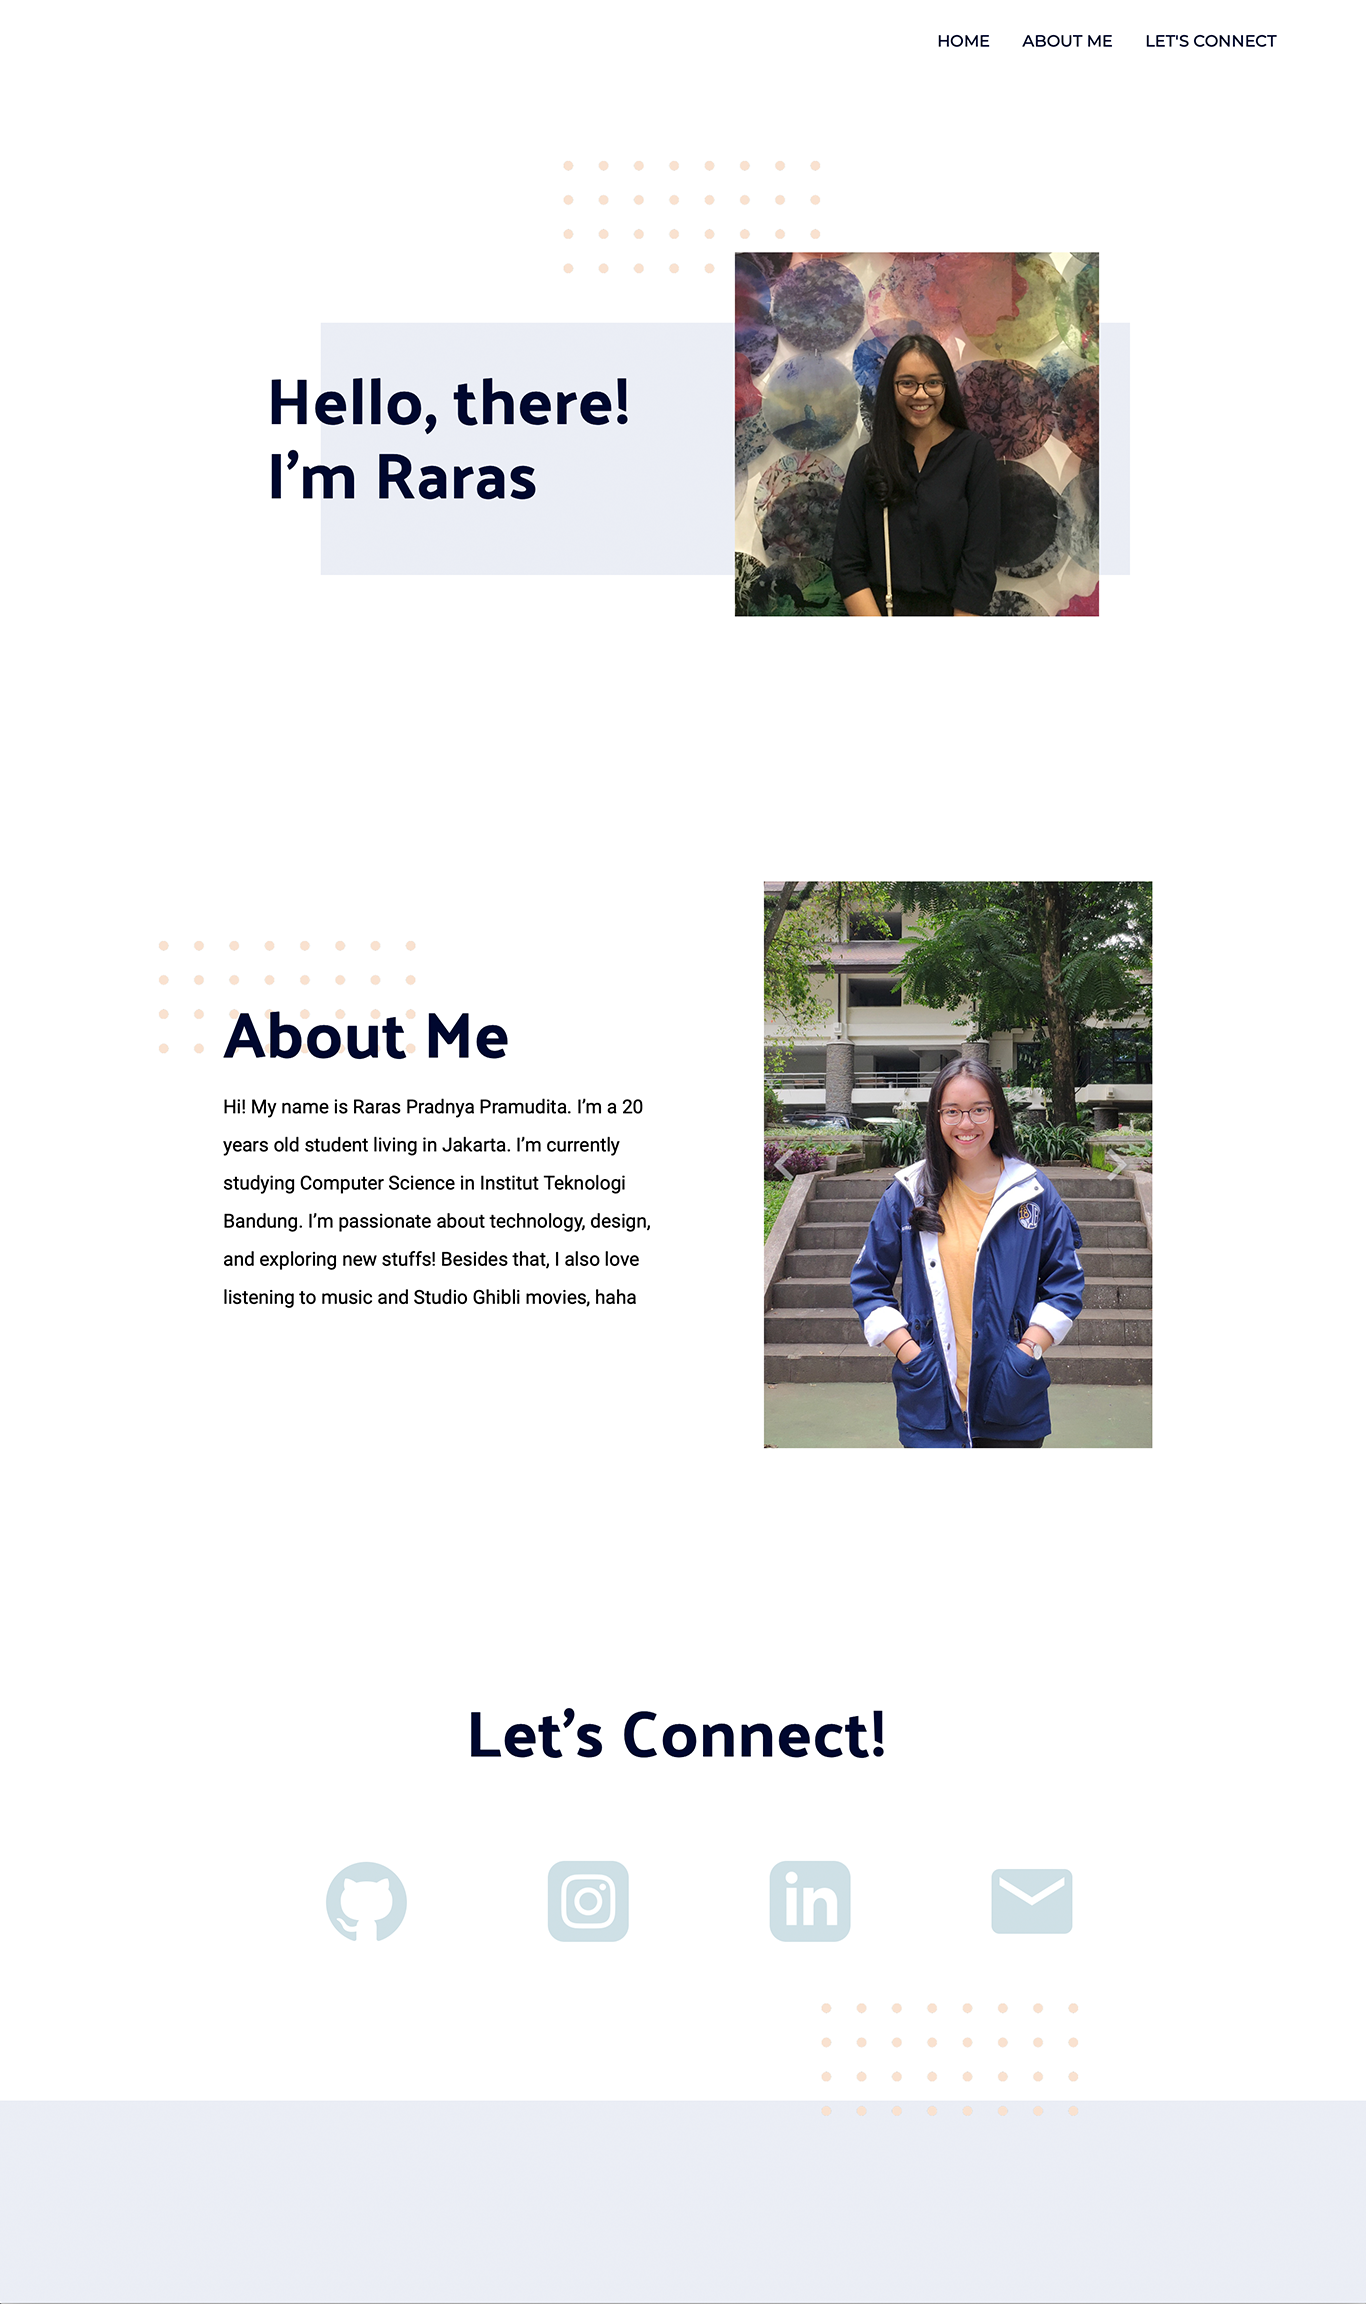 HOME ABOUT ME LET'S CONNECT
Hello, there!
I’m Raras
About Me
Hi! My name is Raras Pradnya Pramudita. I’m a 20
years old student living in Jakarta. I’m currently
studying Computer Science in Institut Teknologi
Bandung. I’m passionate about technology, design,
and exploring new stuffs! Besides that, I also love
listening to music and Studio Ghibli movies, haha
Let’s Connect!
in